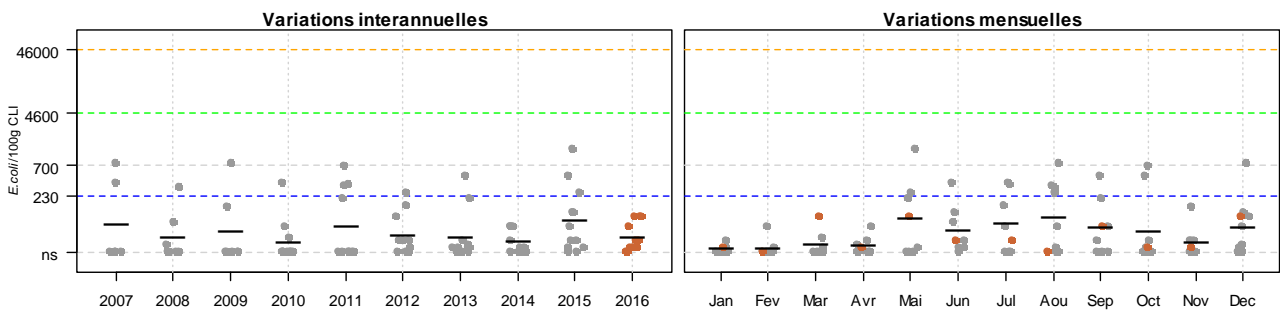 Variations interannuelles
Variations mensuelles
E.coli/100g CLI
46000
4600
700
230
ns
2007 2008 2009 2010 2011 2012 2013 2014 2015 2016
Jan Fev Mar Avr Mai Jun Jul Aou Sep Oct Nov Dec